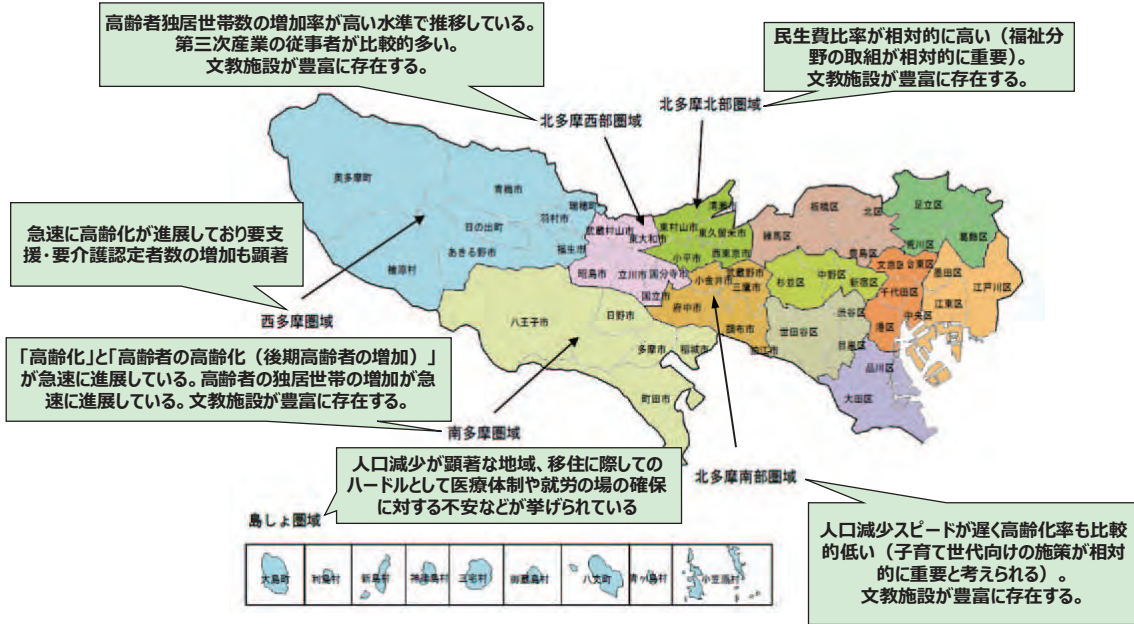 高齢者独居世帯数の増加率が高い水準で推移している。
第三次産業の従事者が比較的多い。
文教施設が豊富に存在する。
民生費比率が相対的に高い（福祉分
野の取組が相対的に重要）。
文教施設が豊富に存在する。
北多摩西部圏域
北多摩北部圏域
急速に高齢化が進展しており要支
援・要介護認定者数の増加も顕著
西多摩圏域
「高齢化」と「高齢者の高齢化（後期高齢者の増加）」
が急速に進展している。高齢者の独居世帯の増加が急
速に進展している。文教施設が豊富に存在する。
南多摩圏域
人口減少が顕著な地域、移住に際しての
ハードルとして医療体制や就労の場の確保
に対する不安などが挙げられている
島しょ圏域
北多摩南部圏域
人口減少スピードが遅く高齢化率も比較
的低い（子育て世代向けの施策が相対
的に重要と考えられる）。
文教施設が豊富に存在する。
奥多摩町
青梅市
瑞穂町
日の出町
羽村市
あきる野市
福生市
檜原村
武蔵村山市
東大和市
東村山市
清瀬市
東久留米市
小平市
西東京市
昭島市
立川市
国分寺市
国立市
小金井市
武蔵野市
三鷹市
府中市
調布市
狛江市
八王子市
日野市
多摩市
稲城市
町田市
板橋区
北区
足立区
練馬区
豊島区
荒川区
葛飾区
文京区
台東区
墨田区
杉並区
中野区
新宿区
千代田区
江戸川区
江東区
渋谷区
中央区
世田谷区
港区
目黒区
品川区
大田区
大島町
利島村
新島村
神津島村
三宅村
御蔵島村
八丈町
青ヶ島村
小笠原村